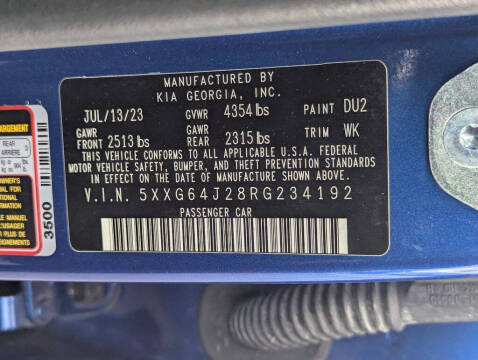 MANUFACTURED BY
KIA GEORGIA, INC.
JUL/13/23 GVWR 4354 lbs PAINT DU2
GAWR FRONT 2513 lbs GAWR REAR 2315 lbs TRIM WK
THIS VEHICLE CONFORMS TO ALL APPLICABLE U.S.A. FEDERAL
MOTOR VEHICLE SAFETY, BUMPER, AND THEFT PREVENTION STANDARDS
IN EFFECT ON THE DATE OF MANUFACTURE SHOWN ABOVE.
V.I.N. 5XXG64J28RG234192
PASSENGER CAR
REAR
ARRIÈRE
3500